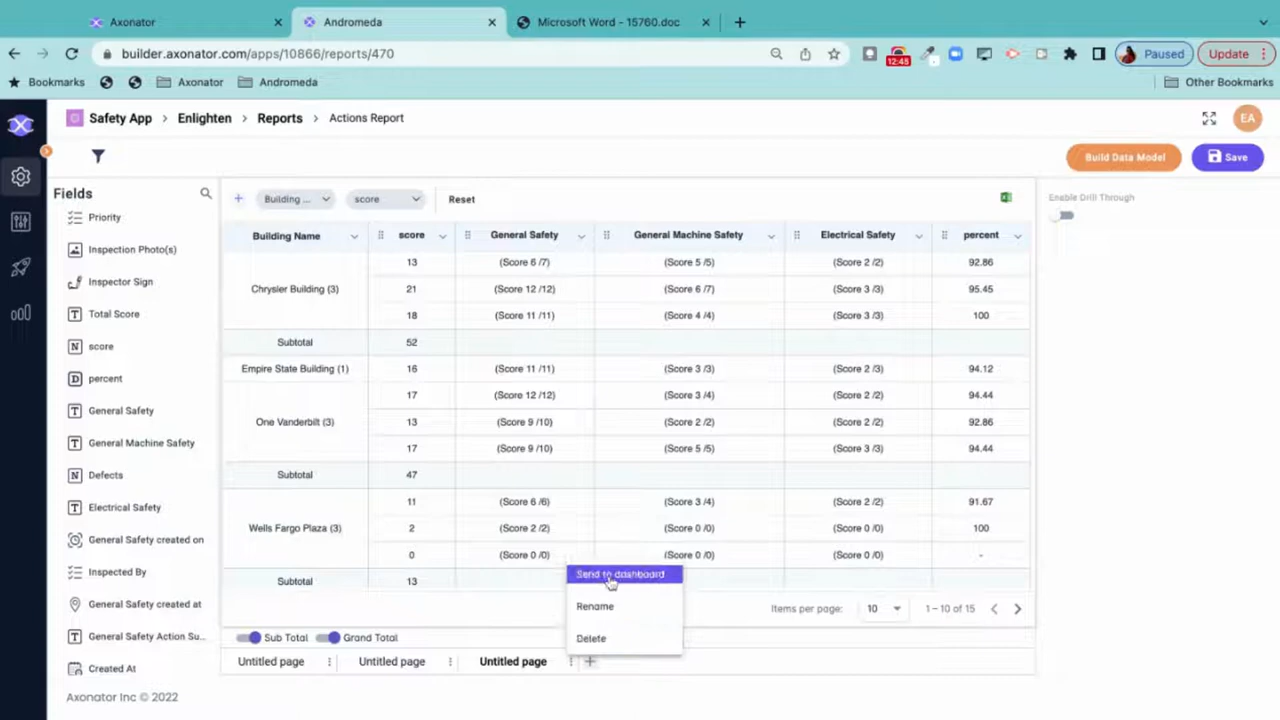 Axonator
Andromeda
Microsoft Word - 15760.doc
builder.axonator.com/apps/10866/reports/470
12:45
Paused
Update
Bookmarks
Axonator
Andromeda
Other Bookmarks
Safety App > Enlighten > Reports > Actions Report
EA
Build Data Model
Save
Fields
Priority
Inspection Photo(s)
Inspector Sign
Total Score
score
percent
General Safety
General Machine Safety
Defects
Electrical Safety
General Safety created on
Inspected By
General Safety created at
General Safety Action Su...
Created At
Axonator Inc © 2022
Building ... score Reset
Building Name score General Safety General Machine Safety Electrical Safety percent
13 (Score 6 /7) (Score 5 /5) (Score 2 /2) 92.86
Chrysler Building (3) 21 (Score 12 /12) (Score 6 /7) (Score 3 /3) 95.45
18 (Score 11 /11) (Score 4 /4) (Score 3 /3) 100
Subtotal 52
Empire State Building (1) 16 (Score 11 /11) (Score 3 /3) (Score 2 /3) 94.12
17 (Score 12 /12) (Score 3 /4) (Score 2 /2) 94.44
One Vanderbilt (3) 13 (Score 9 /10) (Score 2 /2) (Score 2 /2) 92.86
17 (Score 9 /10) (Score 5 /5) (Score 3 /3) 94.44
Subtotal 47
11 (Score 6 /6) (Score 3 /4) (Score 2 /2) 91.67
Wells Fargo Plaza (3) 2 (Score 2 /2) (Score 0 /0) (Score 0 /0) 100
0 (Score 0 /0) (Score 0 /0) (Score 0 /0) -
Subtotal 13
Send to dashboard
Rename
Delete
Items per page: 10 1 – 10 of 15
Sub Total Grand Total
Untitled page Untitled page Untitled page
Enable Drill Through